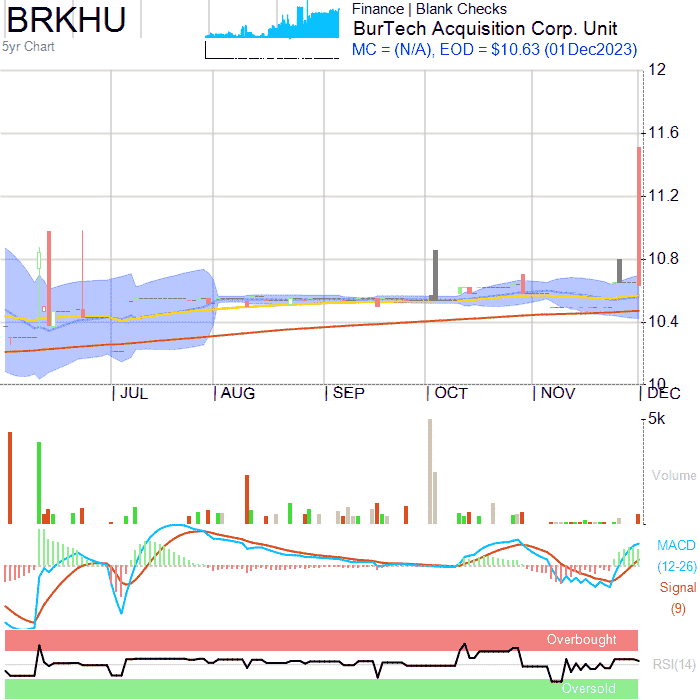 BRKHU
5yr Chart
Finance | Blank Checks
BurTech Acquisition Corp. Unit
MC = (N/A), EOD = $10.63 (01Dec2023)
12
11.6
11.2
10.8
10.4
10
JUL
AUG
SEP
OCT
NOV
DEC
5k
Volume
MACD
(12-26)
Signal
(9)
Overbought
RSI(14)
Oversold